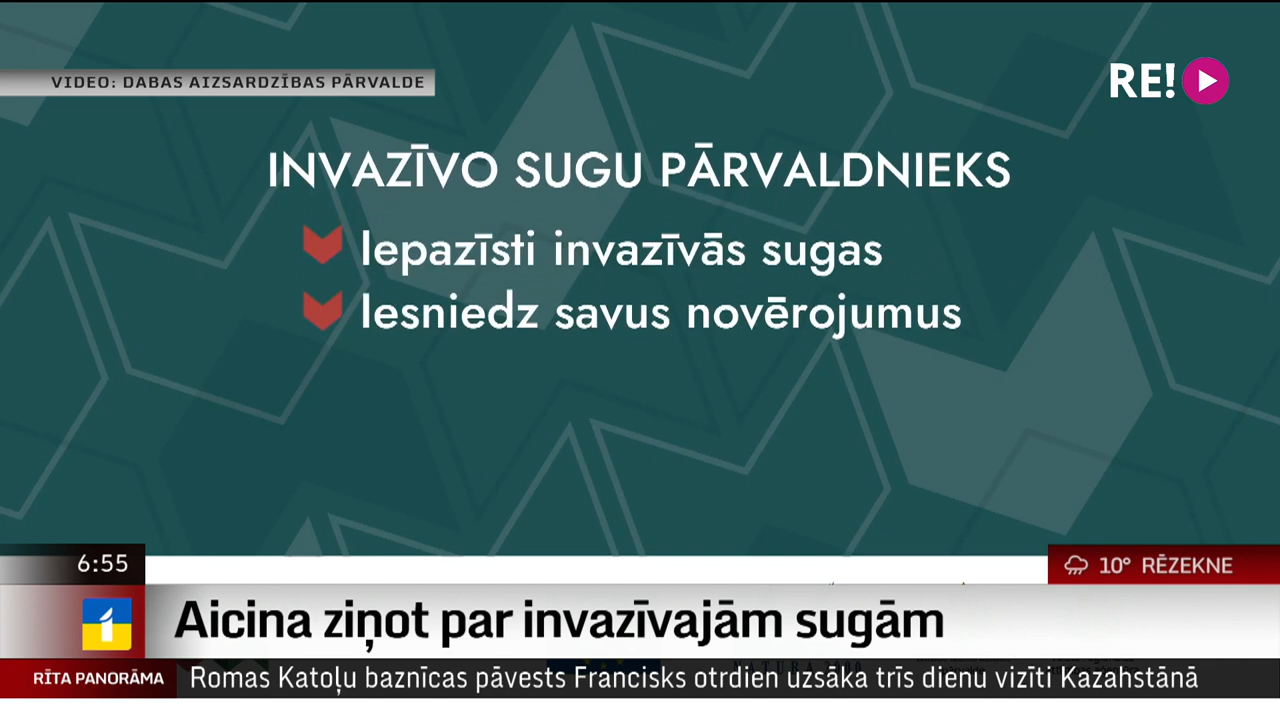 VIDEO: DABAS AIZSARDZĪBAS PĀRVALDE
RE!
INVAZĪVO SUGU PĀRVALDNIEKS
Iepazīsti invazīvās sugas
Iesniedz savus novērojumus
6:55
10° RĒZEKNE
1
Aicina ziņot par invazīvajām sugām
RĪTA PANORĀMA
Romas Katoļu baznīcas pāvests Francisks otrdien uzsāka trīs dienu vizīti Kazahstānā